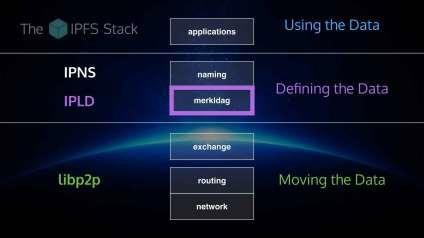 The IPFS Stack
applications
Using the Data
IPNS
naming
IPLD
merkidag
Defining the Data
exchange
libp2p
routing
Moving the Data
network